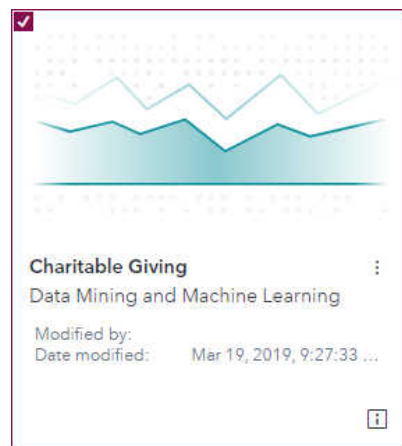 Charitable Giving
Data Mining and Machine Learning
Modified by:
Date modified: Mar 19, 2019, 9:27:33 ...